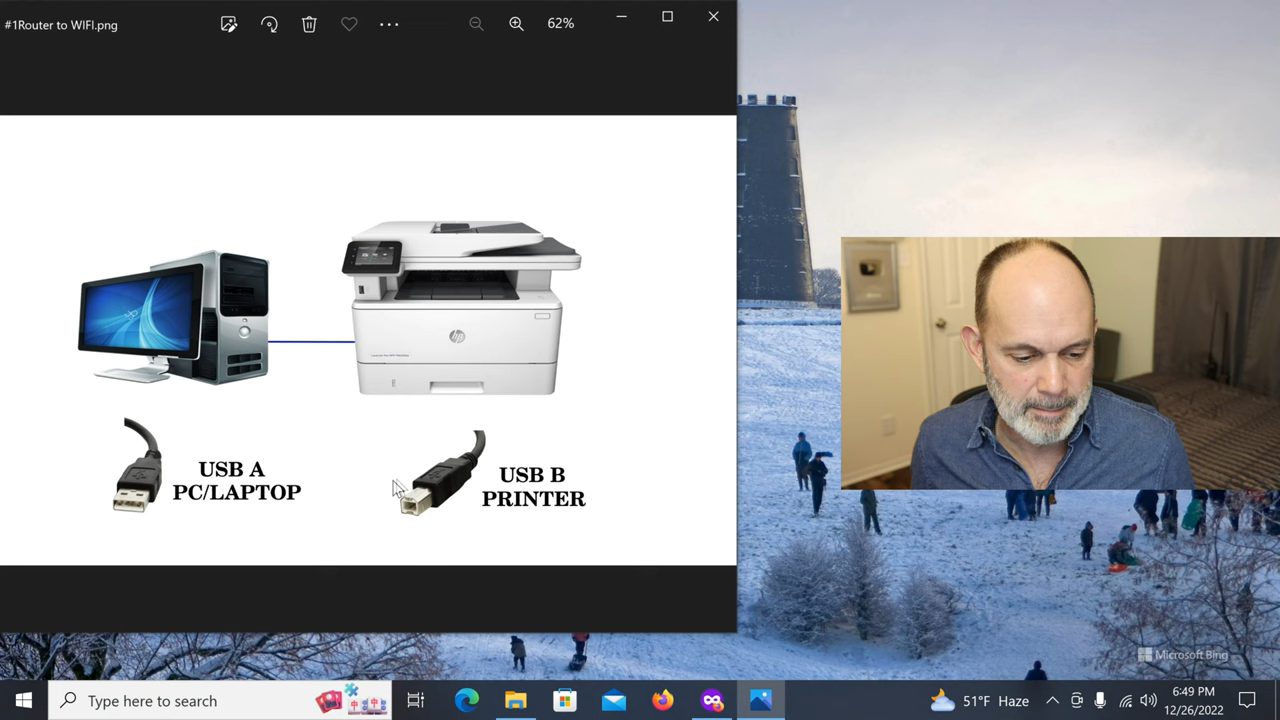 #1Router to WIFI.png
62%
hp
USB A
PC/LAPTOP
USB B
PRINTER
Microsoft Bing
Type here to search
51°F Haze
6:49 PM
12/26/2022